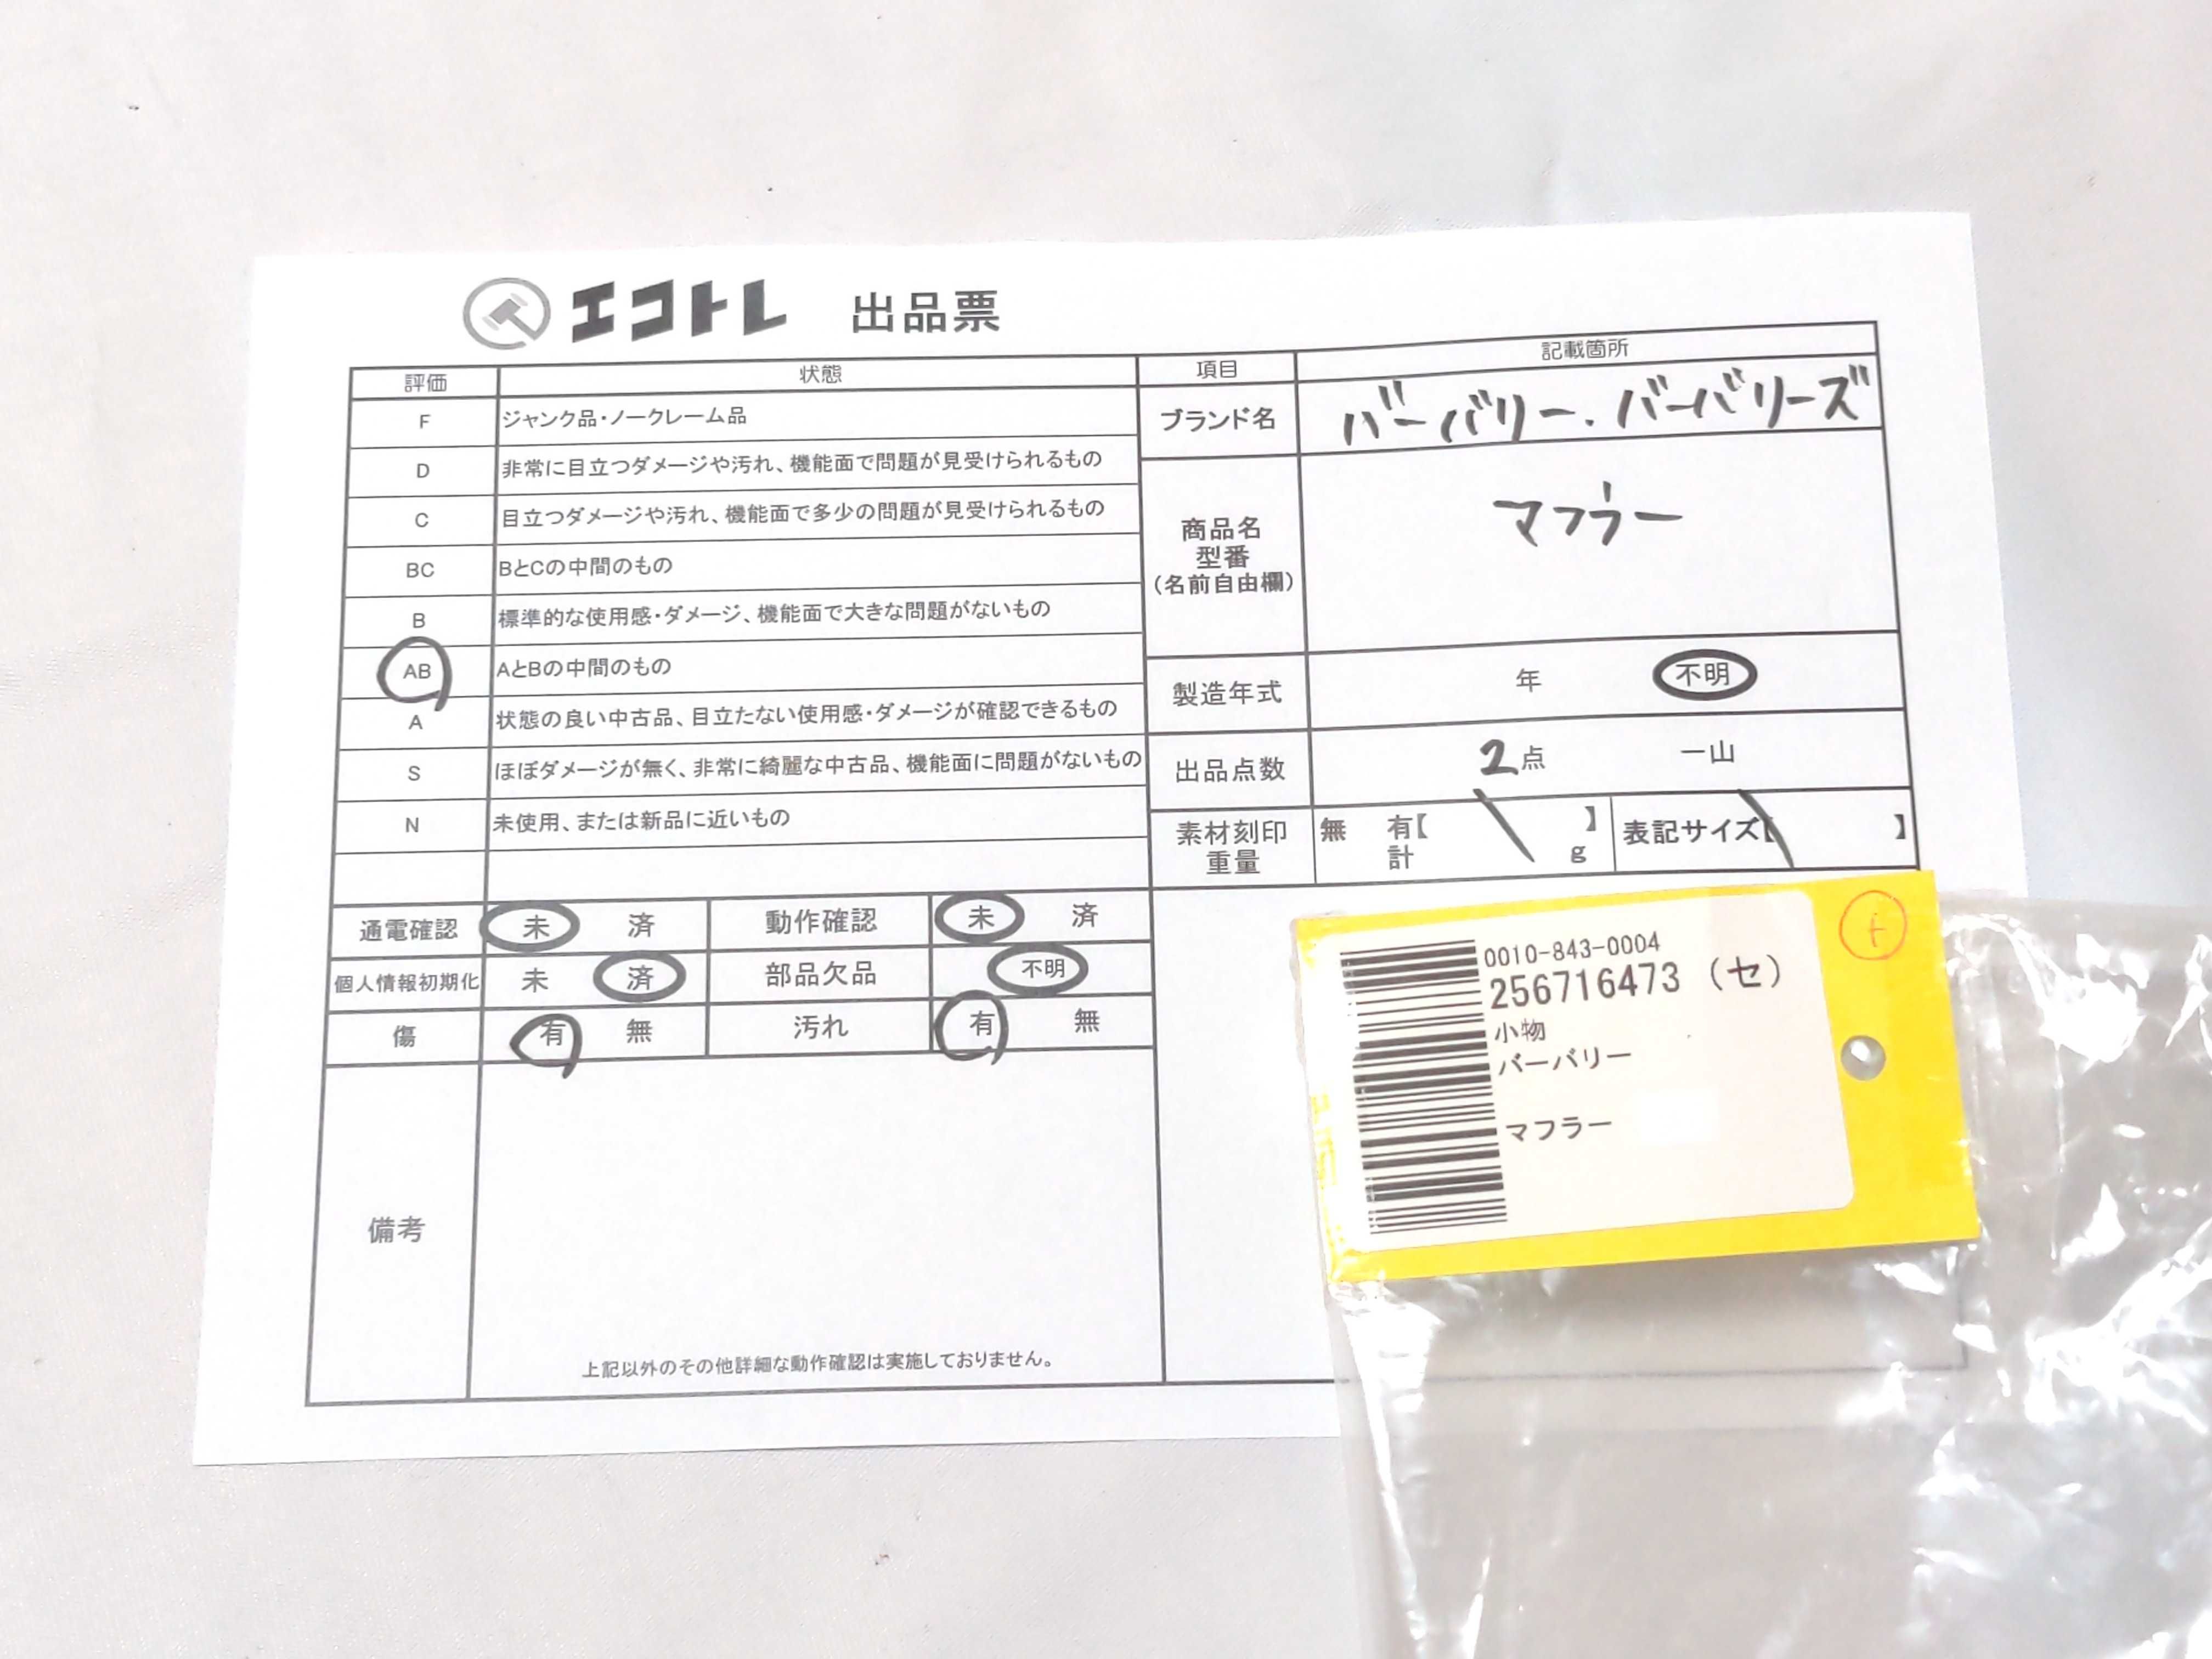 エコトレ 出品票
評価 状態 項目 記載箇所
F ジャンク品・ノークレーム品
D 非常に目立つダメージや汚れ、機能面で問題が見受けられるもの
C 目立つダメージや汚れ、機能面で多少の問題が見受けられるもの
BC BとCの中間のもの
B 標準的な使用感・ダメージ、機能面で大きな問題がないもの
AB AとBの中間のもの
A 状態の良い中古品、目立たない使用感・ダメージが確認できるもの
S ほぼダメージが無く、非常に綺麗な中古品、機能面に問題がないもの
N 未使用、または新品に近いもの
ブランド名 バーバリー.バーバリーズ
商品名
型番
(名前自由欄)
マフラー
製造年式 年 不明
出品点数 2点 一山
素材刻印
重量
無 有【 】
計 g
表記サイズ【 】
通電確認 未 済 動作確認 未 済
個人情報初期化 未 済 部品欠品 不明
傷 有 無 汚れ 有 無
備考
上記以外のその他詳細な動作確認は実施しておりません。
0010-843-0004
256716473 (セ)
小物
バーバリー
マフラー